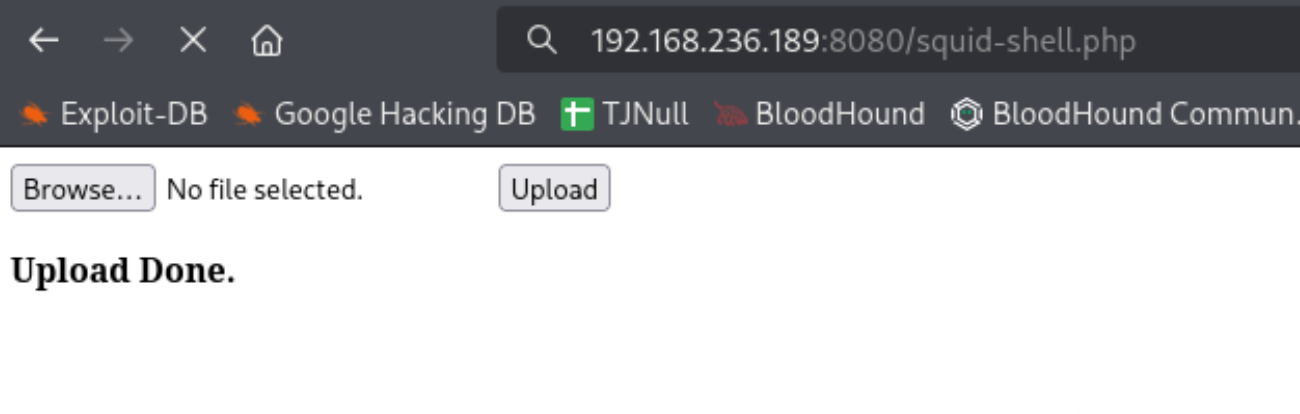 192.168.236.189:8080/squid-shell.php
Exploit-DB Google Hacking DB TJNull BloodHound BloodHound Commun.
Browse... No file selected. Upload
Upload Done.